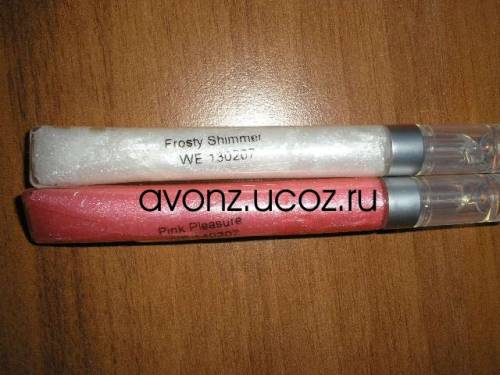 Frosty Shimmer
WE 130207
avonz.ucoz.ru
Pink Pleasure